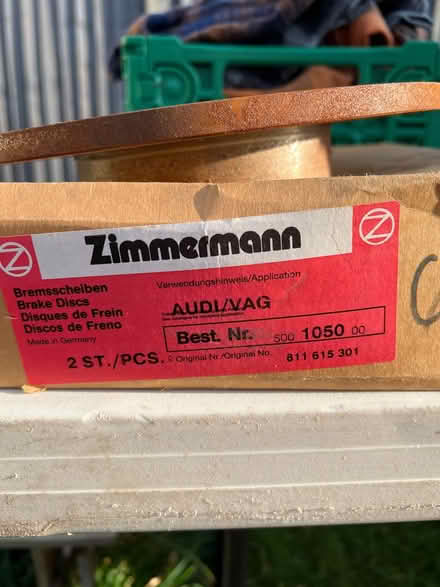 Zimmermann
Bremsscheiben
Brake Discs
Disques de Frein
Discos de Freno
Made in Germany
2 ST./PCS.
Verwendungshinweis/Application
AUDI/VAG
Best. Nr. 500 1050 00
Original Nr./Original No. 811 615 301